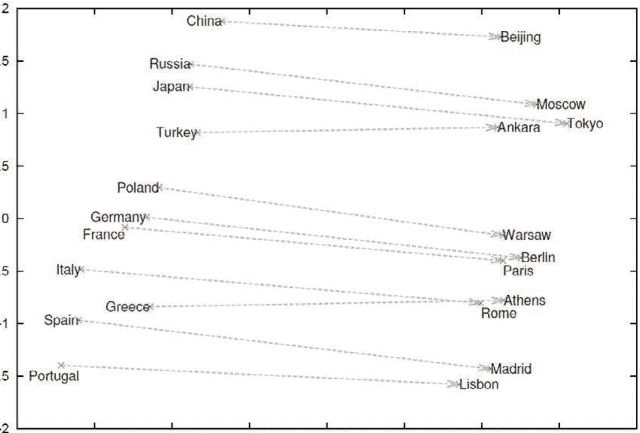 2
China
Beijing
.5
Russia
Japan
Moscow
1
Tokyo
Turkey
Ankara
.5
Poland
0
Germany
France
Warsaw
Berlin
Paris
.5
Italy
Greece
Athens
Rome
-1
Spain
Madrid
.5
Portugal
Lisbon
-2